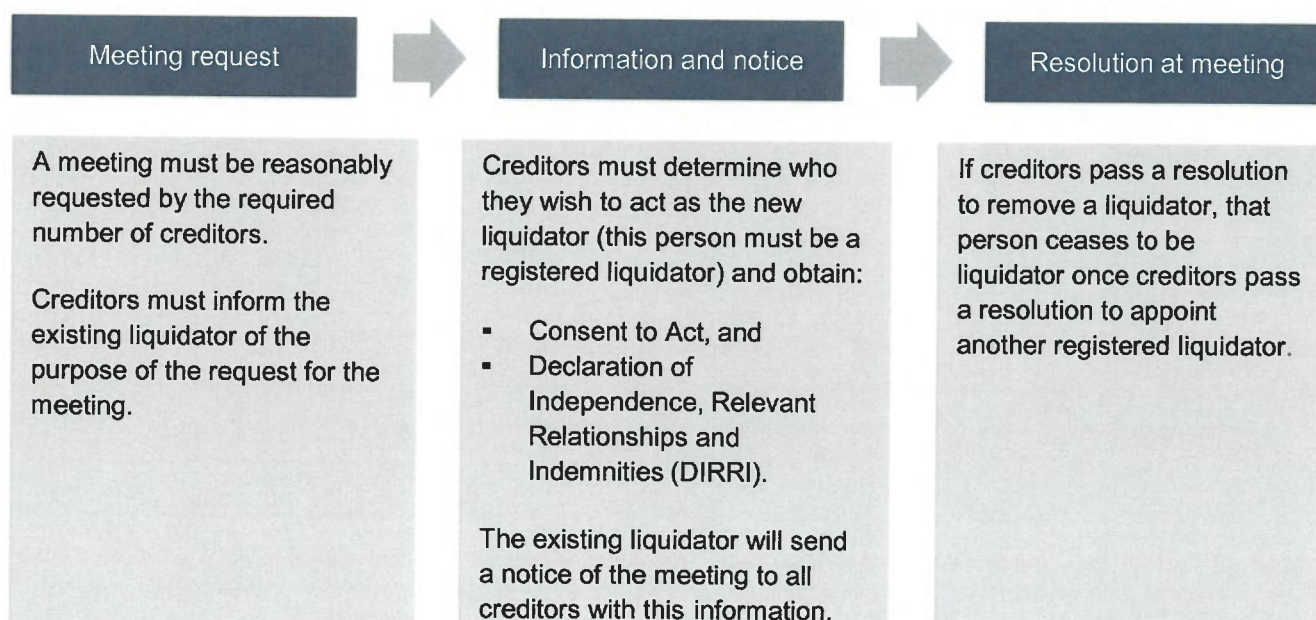 Meeting request
Information and notice
Resolution at meeting
A meeting must be reasonably
requested by the required
number of creditors.
Creditors must inform the
existing liquidator of the
purpose of the request for the
meeting.
Creditors must determine who
they wish to act as the new
liquidator (this person must be a
registered liquidator) and obtain:
▪ Consent to Act, and
▪ Declaration of
Independence, Relevant
Relationships and
Indemnities (DIRRI).
The existing liquidator will send
a notice of the meeting to all
creditors with this information.
If creditors pass a resolution
to remove a liquidator, that
person ceases to be
liquidator once creditors pass
a resolution to appoint
another registered liquidator.